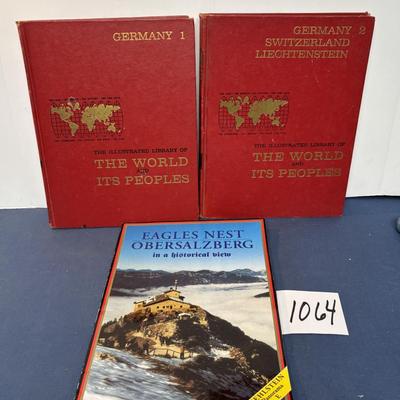 GERMANY 1
THE ILLUSTRATED LIBRARY OF
THE WORLD
AND
ITS PEOPLES
GERMANY 2
SWITZERLAND
LIECHTENSTEIN
THE ILLUSTRATED LIBRARY OF
THE WORLD
AND
ITS PEOPLES
EAGLES NEST
OBERSALZBERG
in a historical view
1064